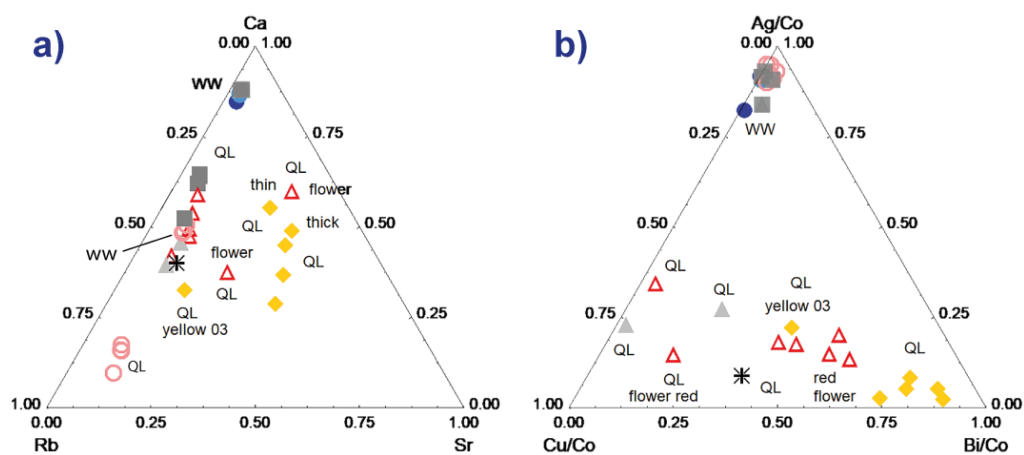 a)
Ca
0.00 1.00
WW
0.25 0.75
QL
QL
thin flower
0.50 QL thick 0.50
WW
flower QL
QL
0.75 QL 0.25
yellow 03
QL
1.00 0.00
0.00 0.25 0.50 0.75 1.00
Rb Sr
b)
Ag/Co
0.00 1.00
WW
0.25 0.75
0.50 0.50
QL
QL QL
yellow 03
0.75 0.25
QL QL
QL QL red
flower red flower
1.00 0.00
0.00 0.25 0.50 0.75 1.00
Cu/Co Bi/Co